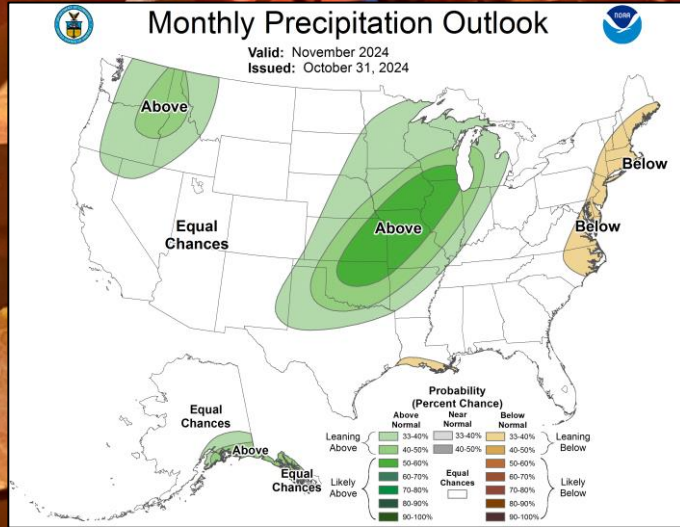 Monthly Precipitation Outlook
Valid: November 2024
Issued: October 31, 2024
NOAA
Above
Equal
Chances
Above
Below
Below
Equal
Chances
Above
Equal
Chances
Probability
(Percent Chance)
Above
Normal
Near
Normal
Below
Normal
Leaning
Above
33-40%
33-40%
33-40%
Leaning
Below
40-50%
40-50%
40-50%
Likely
Above
50-60%
Equal
Chances
50-60%
Likely
Below
60-70%
60-70%
70-80%
70-80%
80-90%
80-90%
90-100%
90-100%